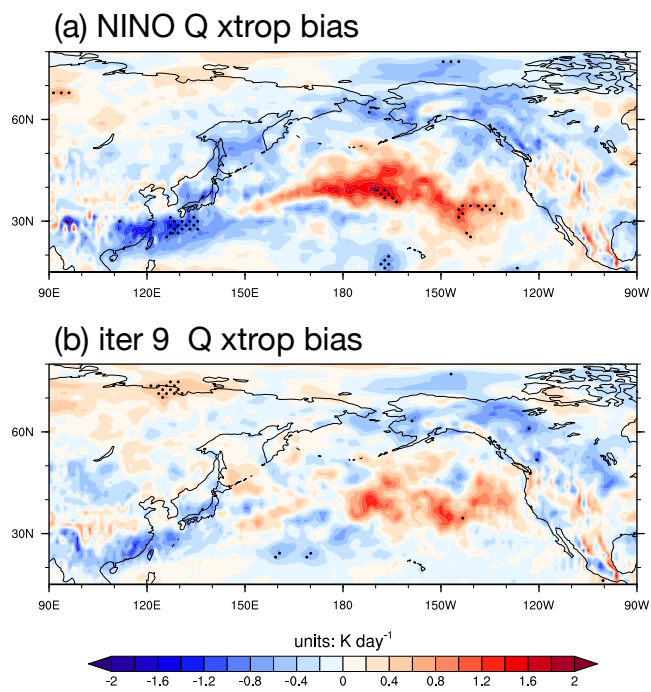 (a) NINO Q xtrop bias
60N
30N
90E 120E 150E 180 150W 120W 90W
(b) iter 9 Q xtrop bias
60N
30N
90E 120E 150E 180 150W 120W 90W
units: K day-1
-2 -1.6 -1.2 -0.8 -0.4 0 0.4 0.8 1.2 1.6 2